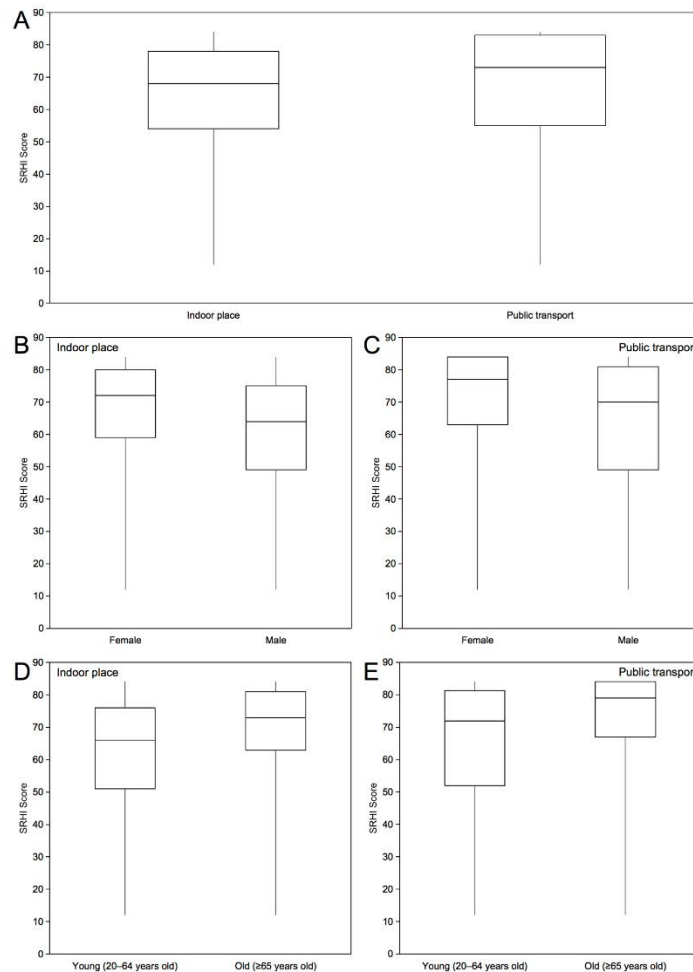 A
90
80
70
60
50
40
30
20
10
0
SRHI Score
Indoor place Public transport
B
Indoor place
90
80
70
60
50
40
30
20
10
0
SRHI Score
Female Male
C
Public transport
90
80
70
60
50
40
30
20
10
0
SRHI Score
Female Male
D
Indoor place
90
80
70
60
50
40
30
20
10
0
SRHI Score
Young (20–64 years old) Old (≥65 years old)
E
Public transport
90
80
70
60
50
40
30
20
10
0
SRHI Score
Young (20–64 years old) Old (≥65 years old)